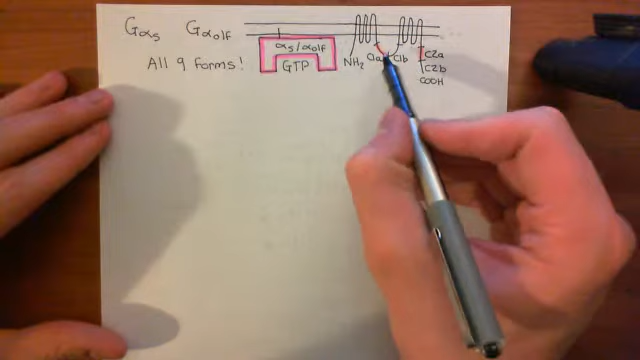 Gαs Gαolf
αs/αolf
All 9 forms! GTP NH₂ C1a C1b C2a
C2b
COOH